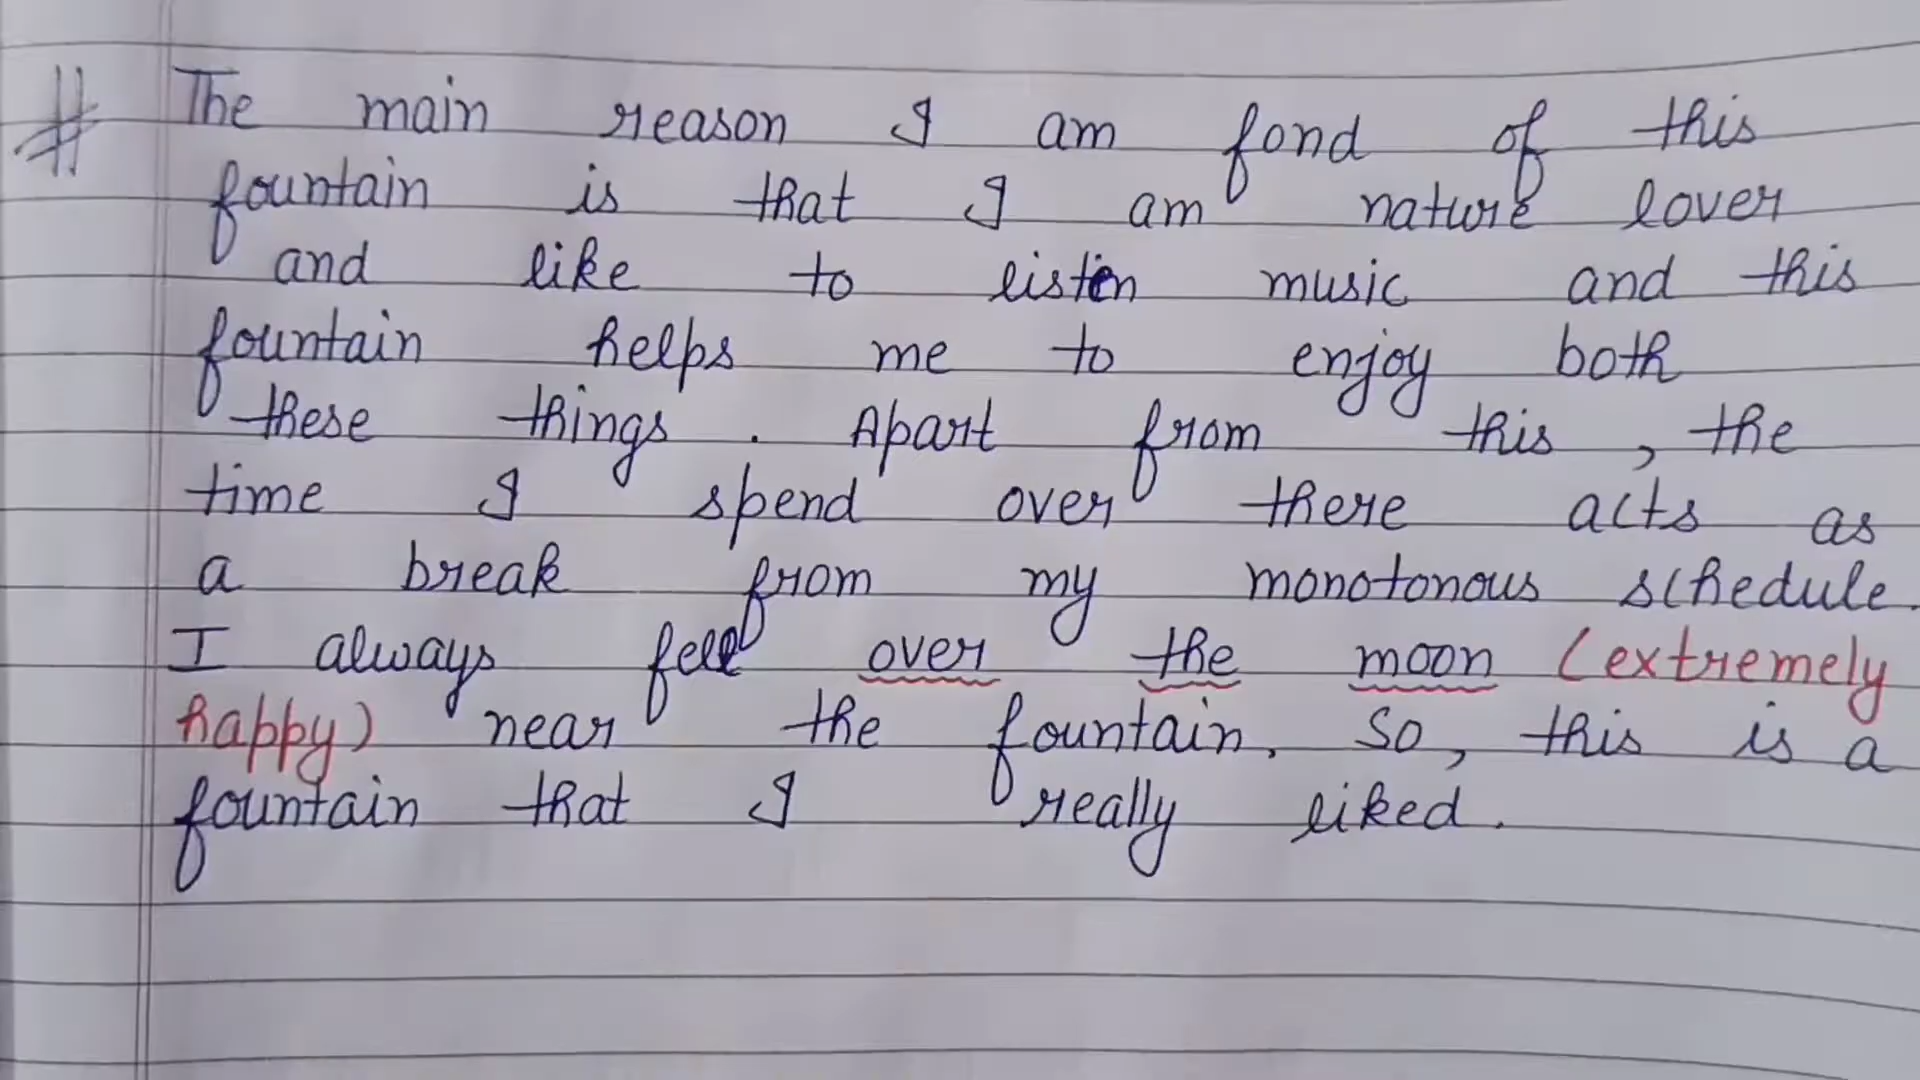 # The main reason I am fond of this
fountain is that I am nature lover
and like to listen music and this
fountain helps me to enjoy both
these things. Apart from this, the
time I spend over there acts as
a break from my monotonous schedule.
I always feel over the moon (extremely
happy) near the fountain. So, this is a
fountain that I really liked.